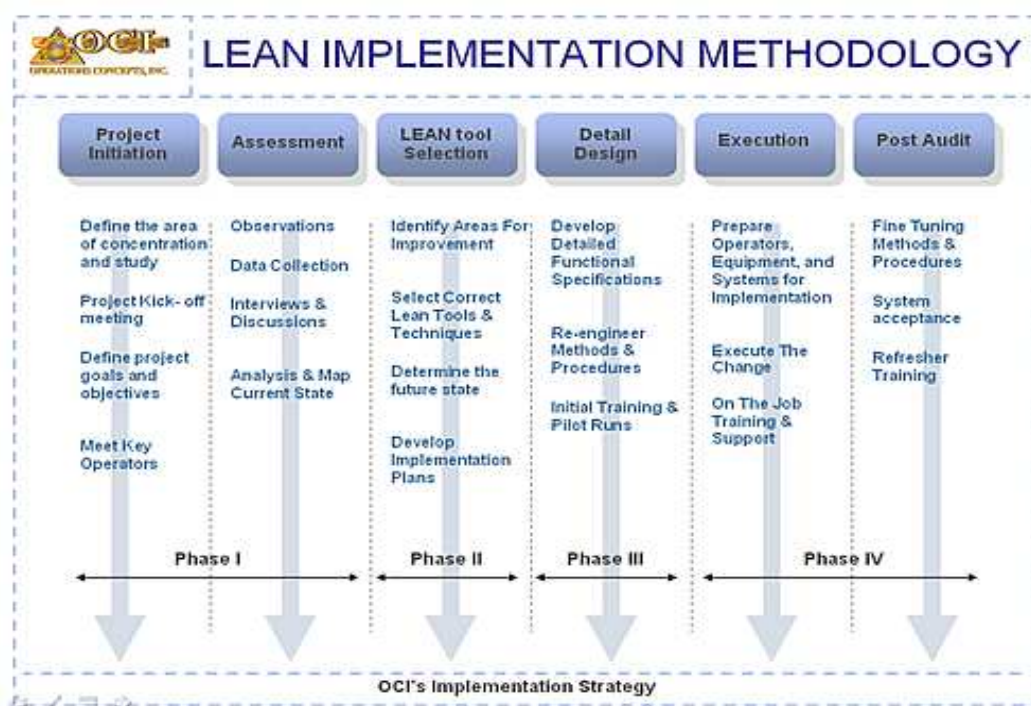 OCI
OPERATIONS CONCEPTS, INC.
LEAN IMPLEMENTATION METHODOLOGY
Project
Initiation
Assessment
LEAN tool
Selection
Detail
Design
Execution
Post Audit
Define the area
of concentration
and study
Project Kick- off
meeting
Define project
goals and
objectives
Meet Key
Operators
Observations
Data Collection
Interviews &
Discussions
Analysis & Map
Current State
Identify Areas For
Improvement
Select Correct
Lean Tools &
Techniques
Determine the
future state
Develop
Implementation
Plans
Develop
Detailed
Functional
Specifications
Re-engineer
Methods &
Procedures
Initial Training &
Pilot Runs
Prepare
Operators,
Equipment, and
Systems for
Implementation
Execute The
Change
On The Job
Training &
Support
Fine Tuning
Methods &
Procedures
System
acceptance
Refresher
Training
Phase I
Phase II
Phase III
Phase IV
OCI's Implementation Strategy